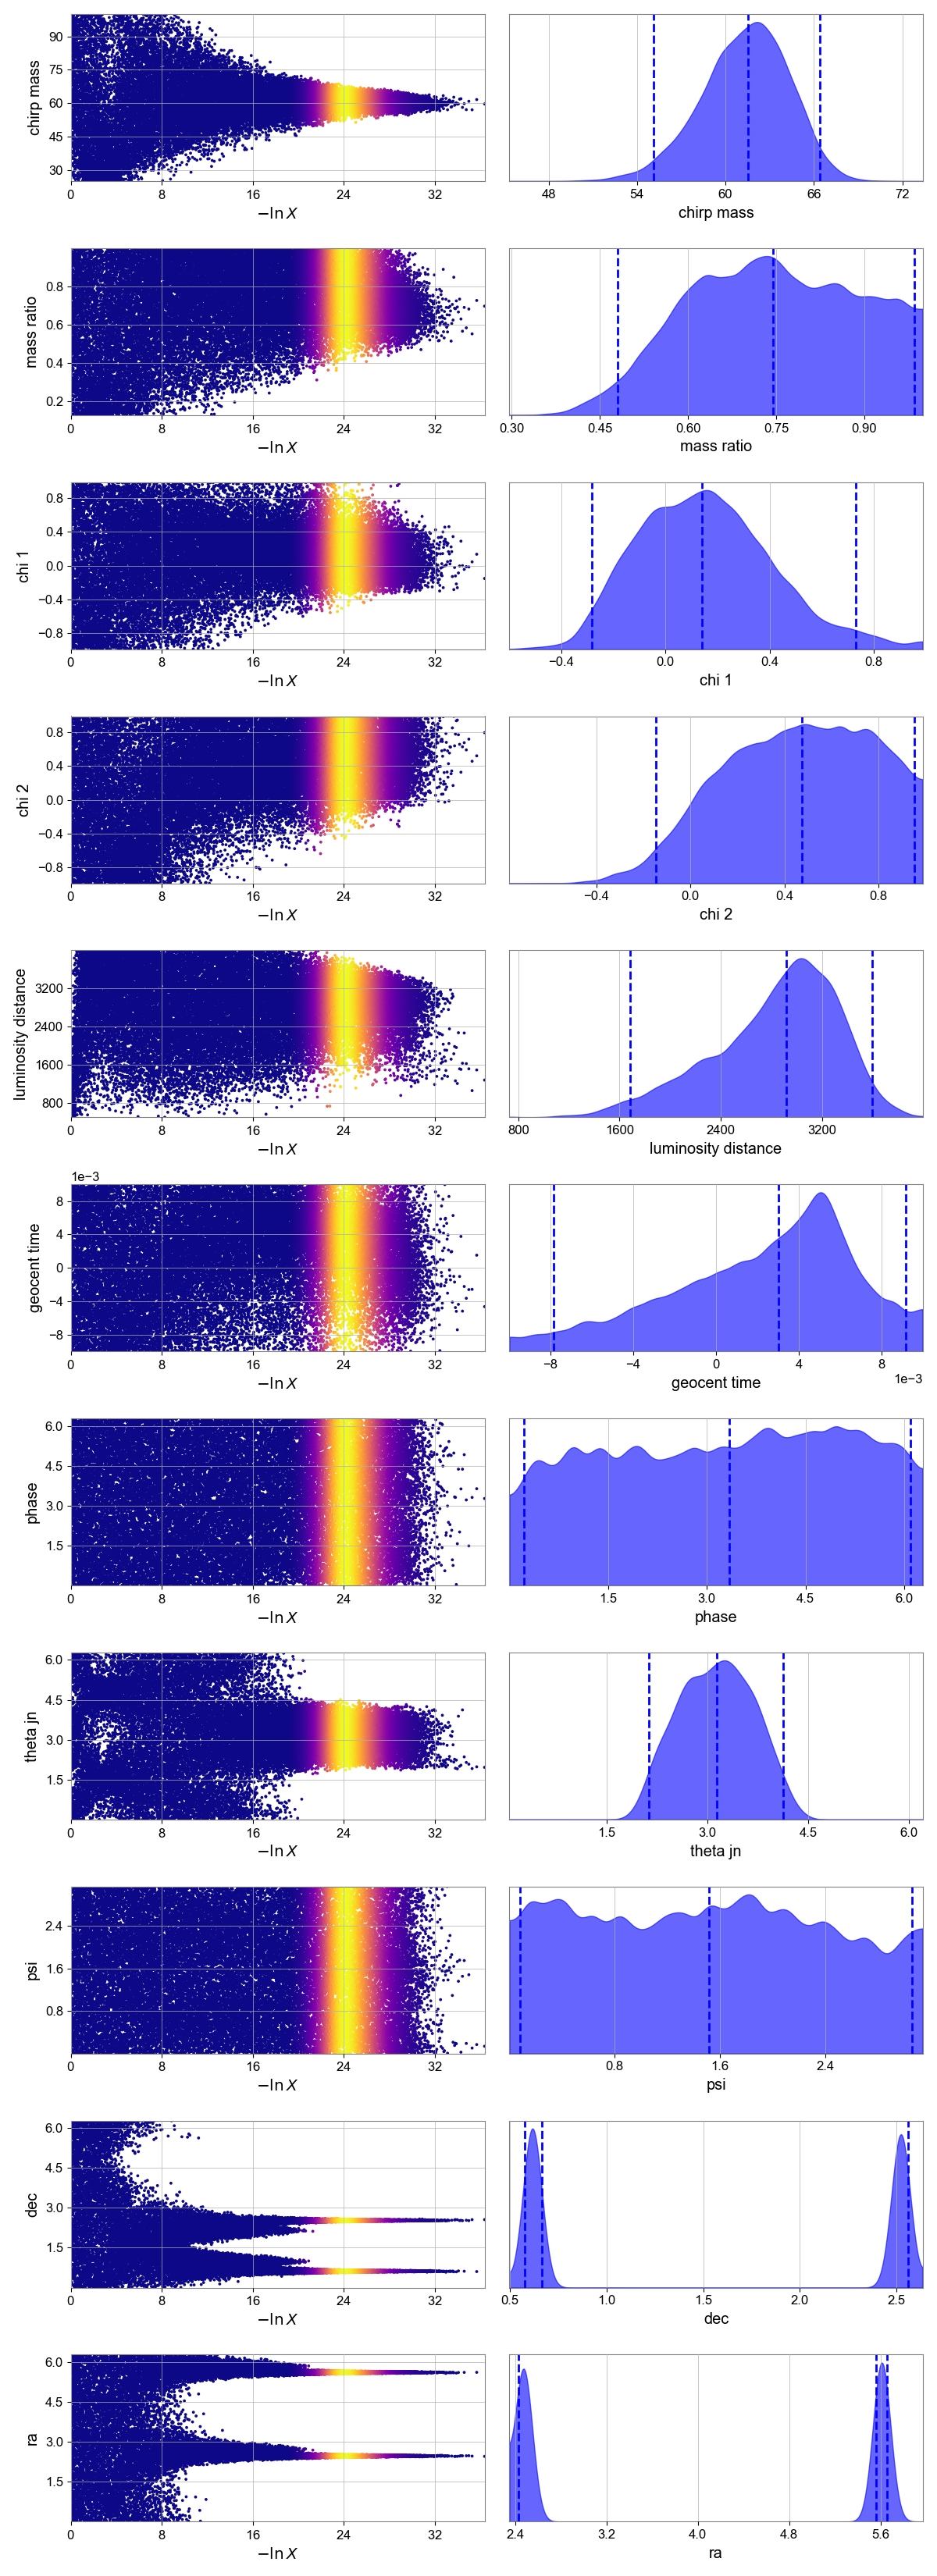 90
75
60
45
30
chirp mass
0 8 16 24 32
−ln X
48 54 60 66 72
chirp mass
0.8
0.6
0.4
0.2
mass ratio
0 8 16 24 32
−ln X
0.30 0.45 0.60 0.75 0.90
mass ratio
0.8
0.4
0.0
−0.4
−0.8
chi 1
0 8 16 24 32
−ln X
−0.4 0.0 0.4 0.8
chi 1
0.8
0.4
0.0
−0.4
−0.8
chi 2
0 8 16 24 32
−ln X
−0.4 0.0 0.4 0.8
chi 2
3200
2400
1600
800
luminosity distance
0 8 16 24 32
−ln X
800 1600 2400 3200
luminosity distance
1e−3
8
4
0
−4
−8
geocent time
0 8 16 24 32
−ln X
−8 −4 0 4 8
1e−3
geocent time
6.0
4.5
3.0
1.5
phase
0 8 16 24 32
−ln X
1.5 3.0 4.5 6.0
phase
6.0
4.5
3.0
1.5
theta jn
0 8 16 24 32
−ln X
1.5 3.0 4.5 6.0
theta jn
2.4
1.6
0.8
psi
0 8 16 24 32
−ln X
0.8 1.6 2.4
psi
6.0
4.5
3.0
1.5
dec
0 8 16 24 32
−ln X
0.5 1.0 1.5 2.0 2.5
dec
6.0
4.5
3.0
1.5
ra
0 8 16 24 32
−ln X
2.4 3.2 4.0 4.8 5.6
ra